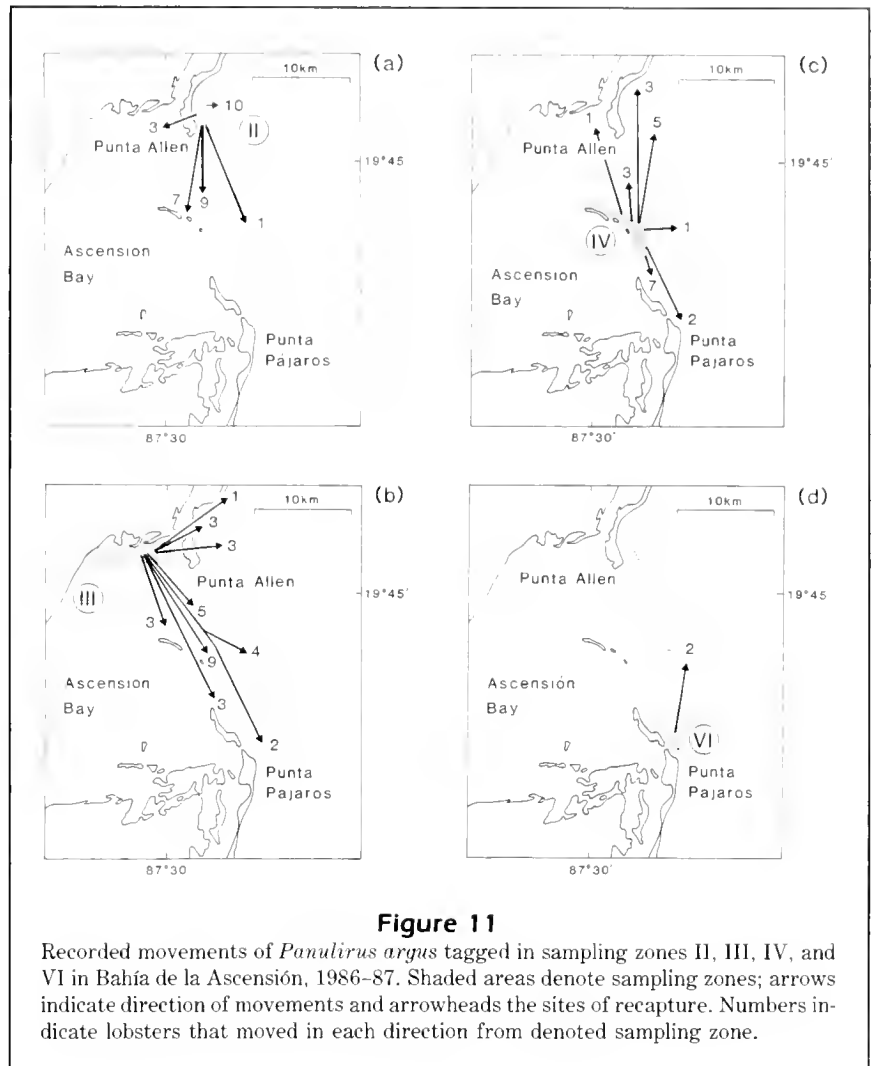 (a)
10km
10
3
II
Punta Allen
19°45
7
9
1
Ascension
Bay
Punta
Pajaros
87°30'
(c)
10km
3
1
5
Punta Allen
19°45'
3
IV
1
Ascension
Bay
7
2
Punta
Pajaros
87°30'
(b)
10km
1
3
3
Punta Allen
19°45'
III
5
3
4
9
Ascension
Bay
3
2
Punta
Pajaros
87°30
(d)
10km
Punta Allen
19°45'
2
Ascensión
Bay
VI
Punta
Pajaros
87°30'
Figure 11
Recorded movements of Panulirus argus tagged in sampling zones II, III, IV, and
VI in Bahía de la Ascensión, 1986–87. Shaded areas denote sampling zones; arrows
indicate direction of movements and arrowheads the sites of recapture. Numbers in-
dicate lobsters that moved in each direction from denoted sampling zone.